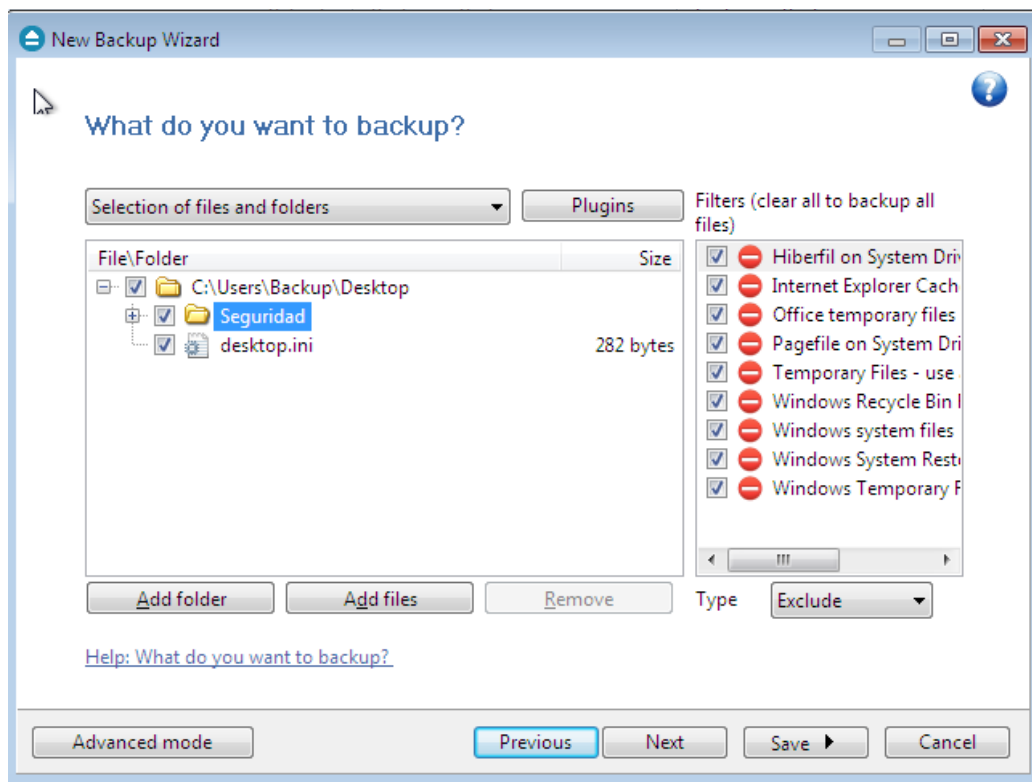 New Backup Wizard
What do you want to backup?
Selection of files and folders
Plugins
Filters (clear all to backup all
files)
File\Folder Size
C:\Users\Backup\Desktop
Seguridad
desktop.ini 282 bytes
Hiberfil on System Dri
Internet Explorer Cach
Office temporary files
Pagefile on System Dri
Temporary Files - use
Windows Recycle Bin
Windows system files
Windows System Rest
Windows Temporary F
Add folder Add files Remove
Type Exclude
Help: What do you want to backup?
Advanced mode Previous Next Save Cancel